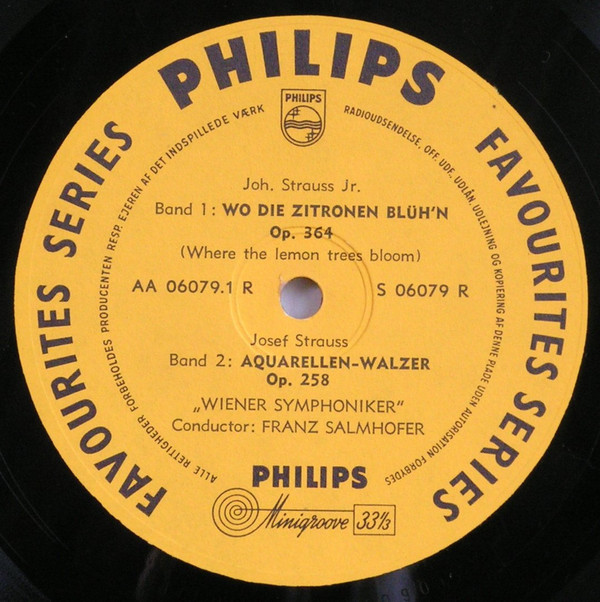 PHILIPS
FAVOURITES SERIES
FAVOURITES SERIES
ALLE RETTIGHEDER FORBEHOLDES PRODUCENTEN RESP. EJEREN AF DET INDSPILLEDE VÆRK
RADIOUDSENDELSE, OFF. UDF. UDLÅN, UDLEJNING OG KOPIERING AF DENNE PLADE UDEN AUTORISATION FORBYDES
PHILIPS
Joh. Strauss Jr.
Band 1: WO DIE ZITRONEN BLÜH'N
Op. 364
(Where the lemon trees bloom)
AA 06079.1 R
S 06079 R
Josef Strauss
Band 2: AQUARELLEN-WALZER
Op. 258
„WIENER SYMPHONIKER"
Conductor: FRANZ SALMHOFER
PHILIPS
Minigroove 33⅓